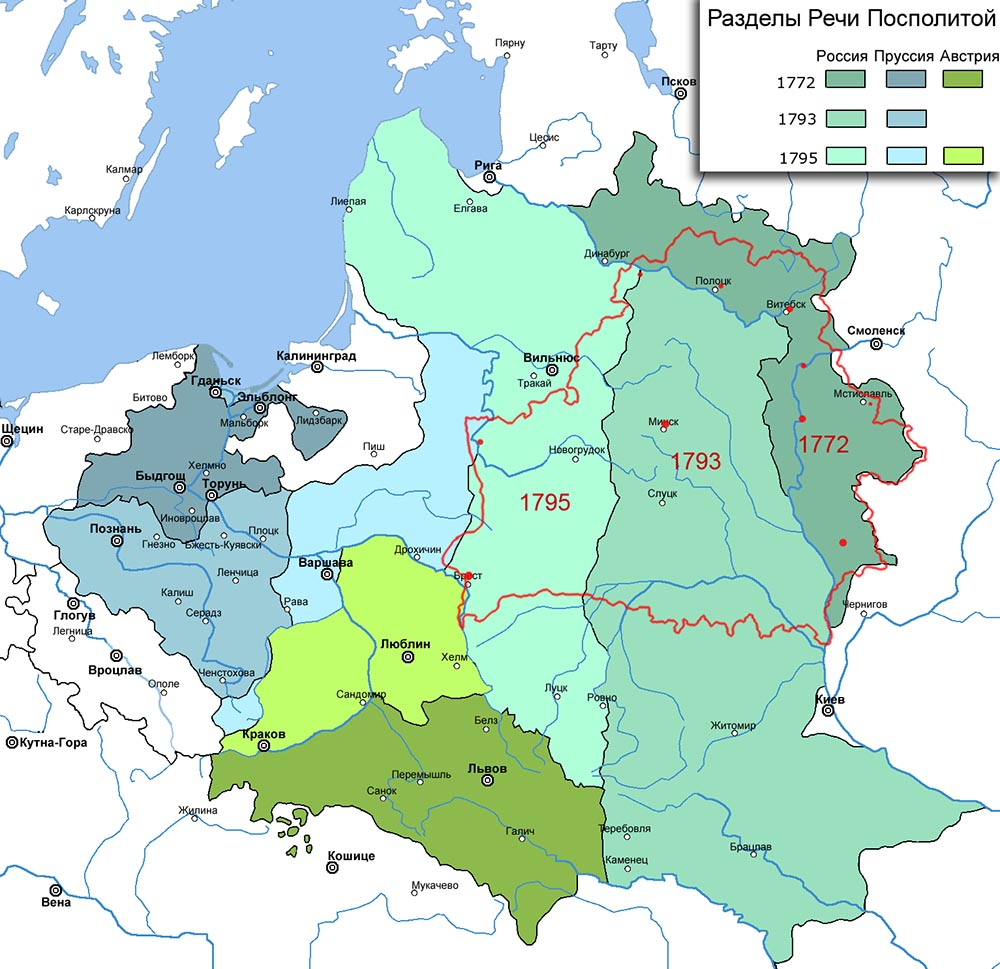 Разделы Речи Посполитой
Россия Пруссия Австрия
1772
1793
1795
Пярну
Тарту
Псков
Цесис
Рига
Калмар
Елгава
Лиепая
Карлскруна
Динабург
Полоцк
Витебск
Смоленск
Лемборк
Калининград
Вильнюс
Тракай
Гданьск
Битово
Эльблонг
Мальборк
Лидзбарк
Мстиславль
Щецин
Старе-Дравско
Пиш
Новогрудок
Минск
1793
1772
Хелмно
Быдгощ
Торунь
Слуцк
1795
Иновроцлав
Познань
Гнезно
Бжесть-Куявски
Плоцк
Дрохичин
Варшава
Брест
Ленчица
Калиш
Рава
Серадз
Чернигов
Глогув
Легница
Вроцлав
Люблин
Хелм
Ченстохова
Ополе
Сандомир
Луцк
Ровно
Киев
Белз
Житомир
Краков
Кутна-Гора
Львов
Перемышль
Санок
Жилина
Галич
Теребовля
Брацлав
Кошице
Каменец
Мукачево
Вена